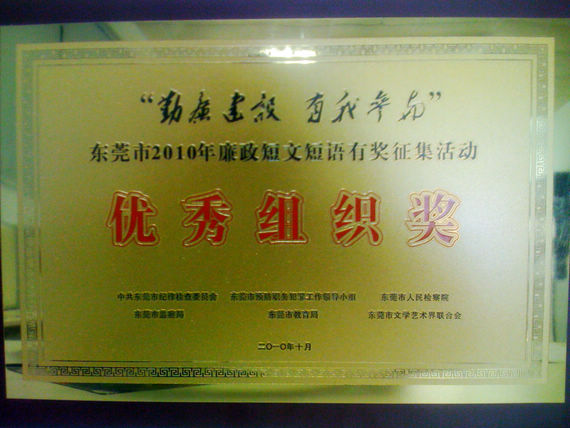 “勤廉建设 有我参与”
东莞市2010年廉政短文短语有奖征集活动
优秀组织奖
中共东莞市纪律检查委员会 东莞市预防职务犯罪工作领导小组 东莞市人民检察院
东莞市监察局 东莞市教育局 东莞市文学艺术界联合会
二〇一〇年十月